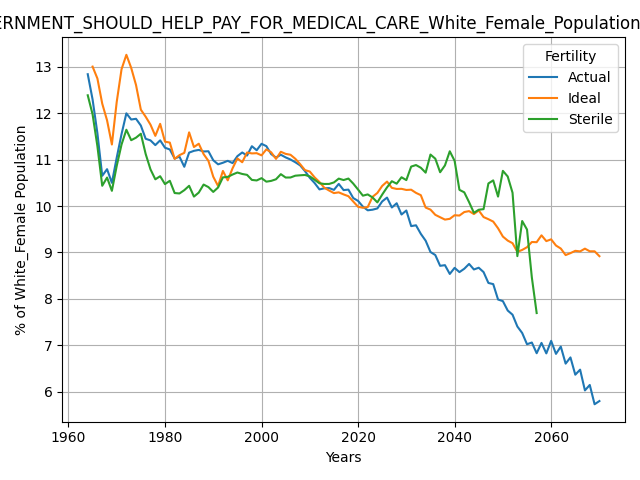 ERNMENT_SHOULD_HELP_PAY_FOR_MEDICAL_CARE_White_Female_Population
Fertility
Actual
Ideal
Sterile
% of White_Female Population
13
12
11
10
9
8
7
6
1960 1980 2000 2020 2040 2060
Years